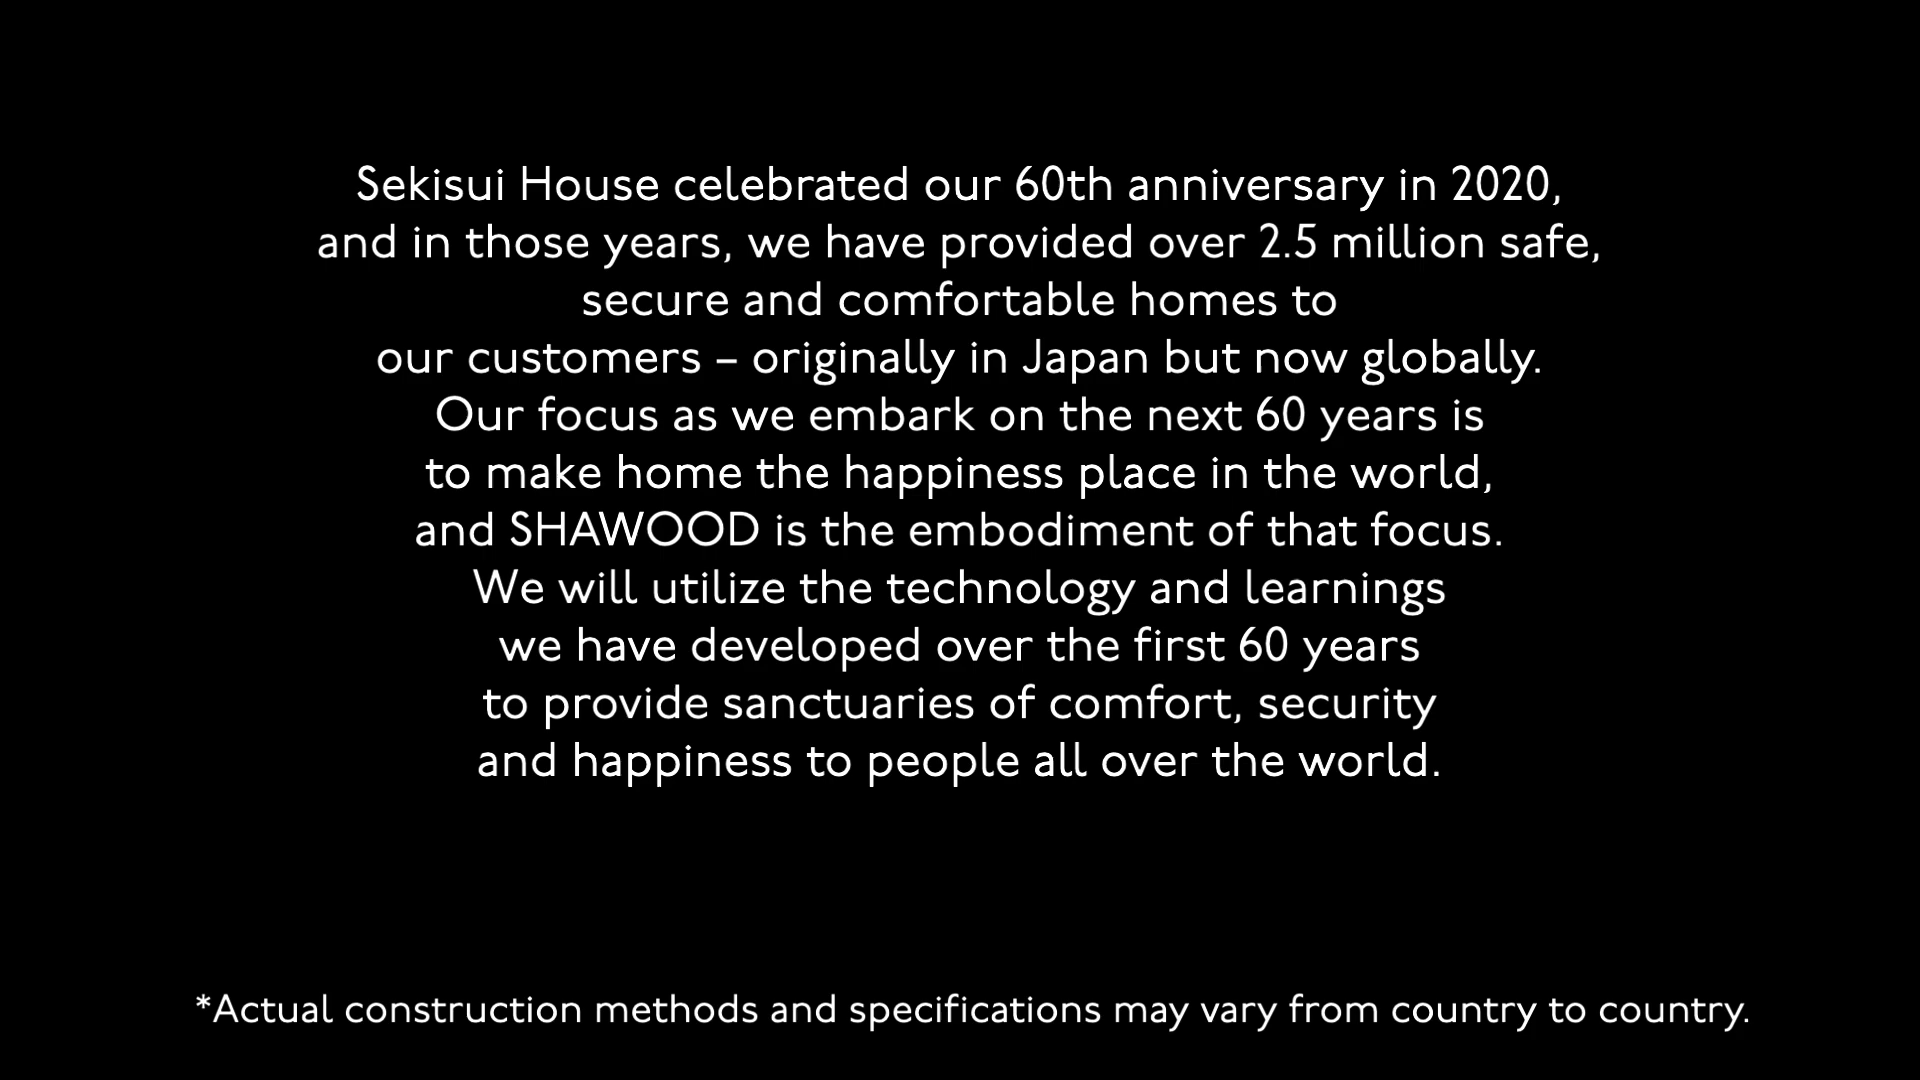 Sekisui House celebrated our 60th anniversary in 2020,
and in those years, we have provided over 2.5 million safe,
secure and comfortable homes to
our customers – originally in Japan but now globally.
Our focus as we embark on the next 60 years is
to make home the happiness place in the world,
and SHAWOOD is the embodiment of that focus.
We will utilize the technology and learnings
we have developed over the first 60 years
to provide sanctuaries of comfort, security
and happiness to people all over the world.
*Actual construction methods and specifications may vary from country to country.